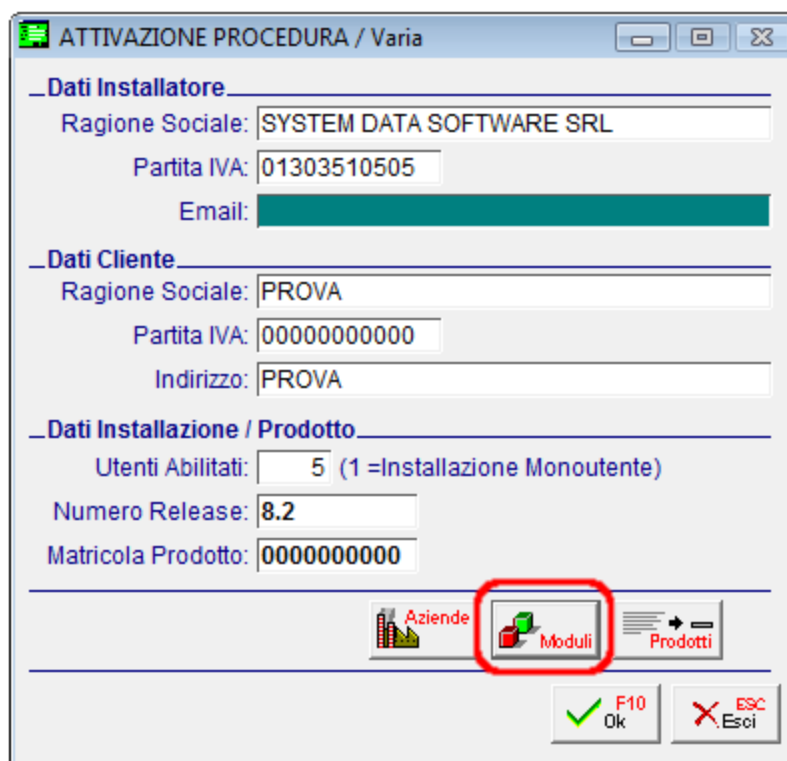 ATTIVAZIONE PROCEDURA / Varia
Dati Installatore
Ragione Sociale: SYSTEM DATA SOFTWARE SRL
Partita IVA: 01303510505
Email:
Dati Cliente
Ragione Sociale: PROVA
Partita IVA: 00000000000
Indirizzo: PROVA
Dati Installazione / Prodotto
Utenti Abilitati: 5 (1 =Installazione Monoutente)
Numero Release: 8.2
Matricola Prodotto: 0000000000
Aziende Moduli Prodotti
F10 Ok ESC Esci